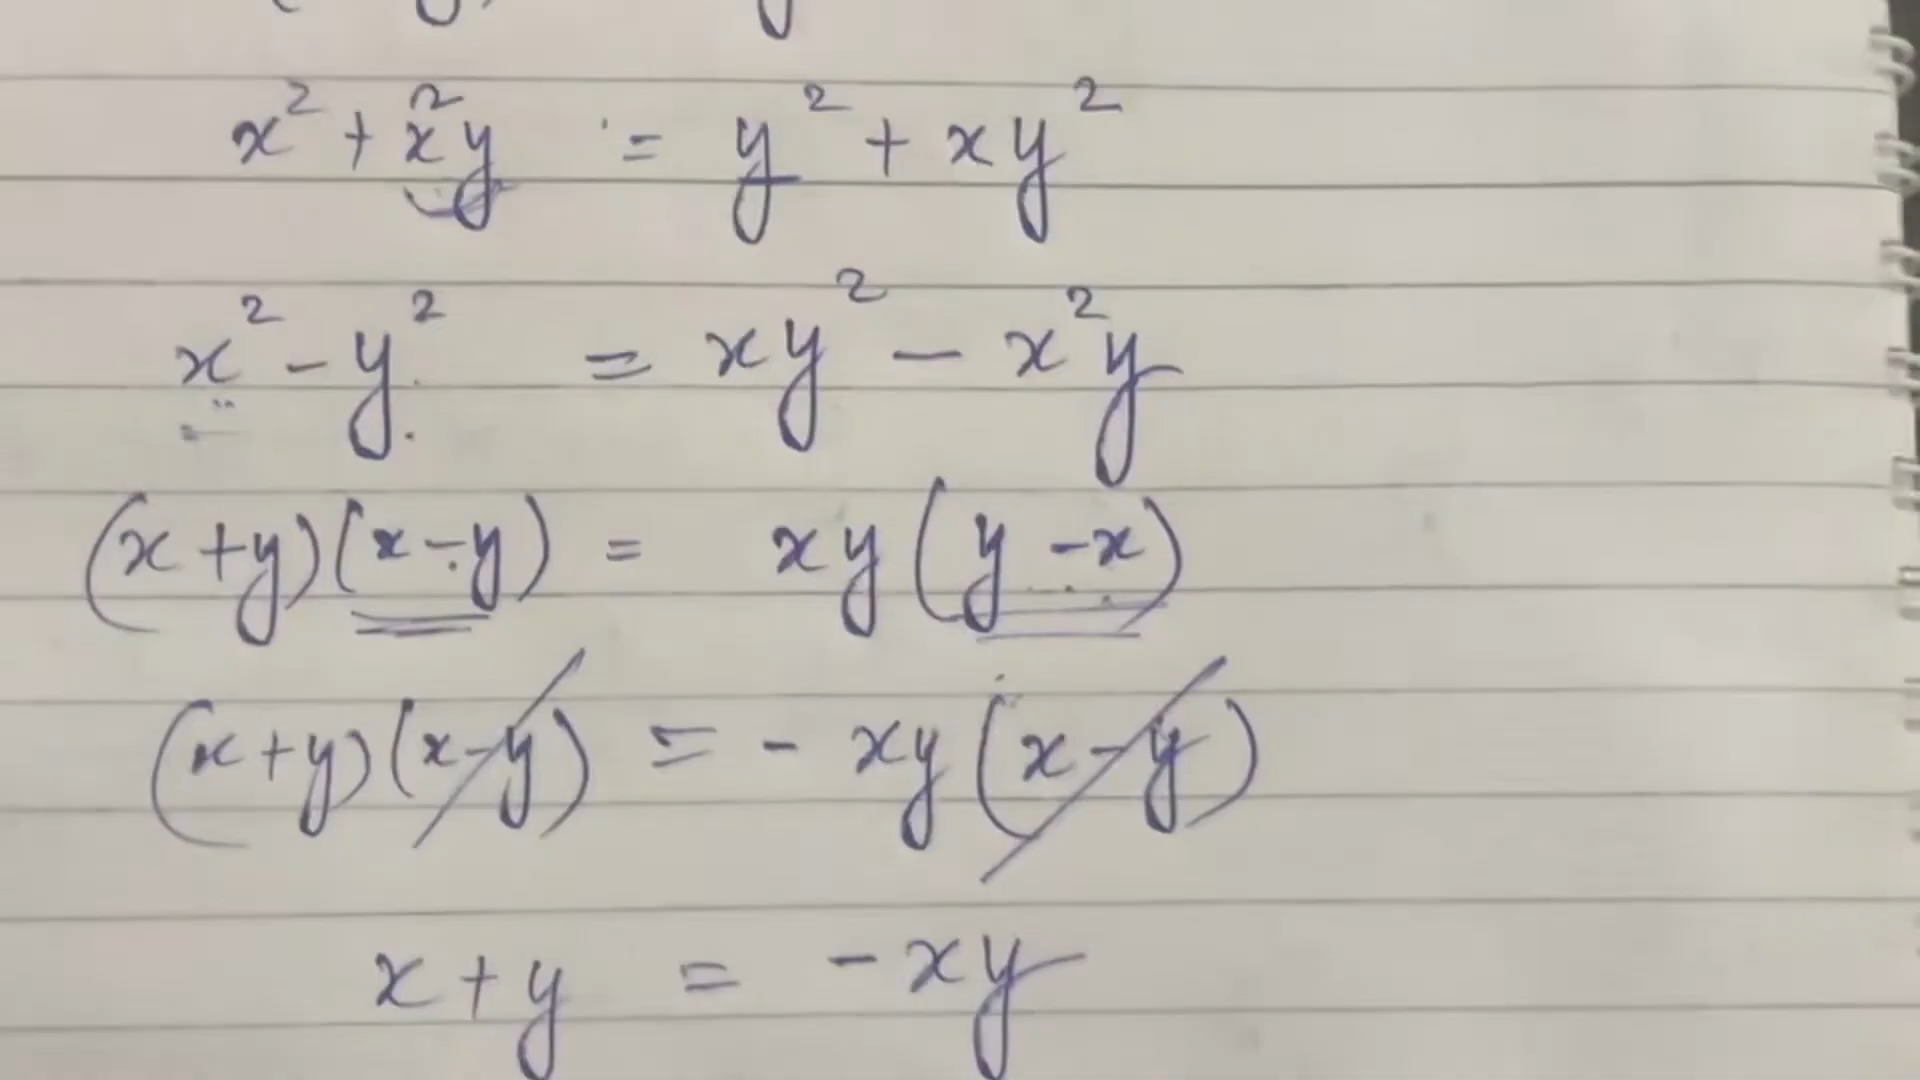 x² + x²y = y² + xy²
x² - y² = xy² - x²y
(x+y)(x-y) = xy(y-x)
(x+y)(x-y) = - xy(x-y)
x + y = - xy